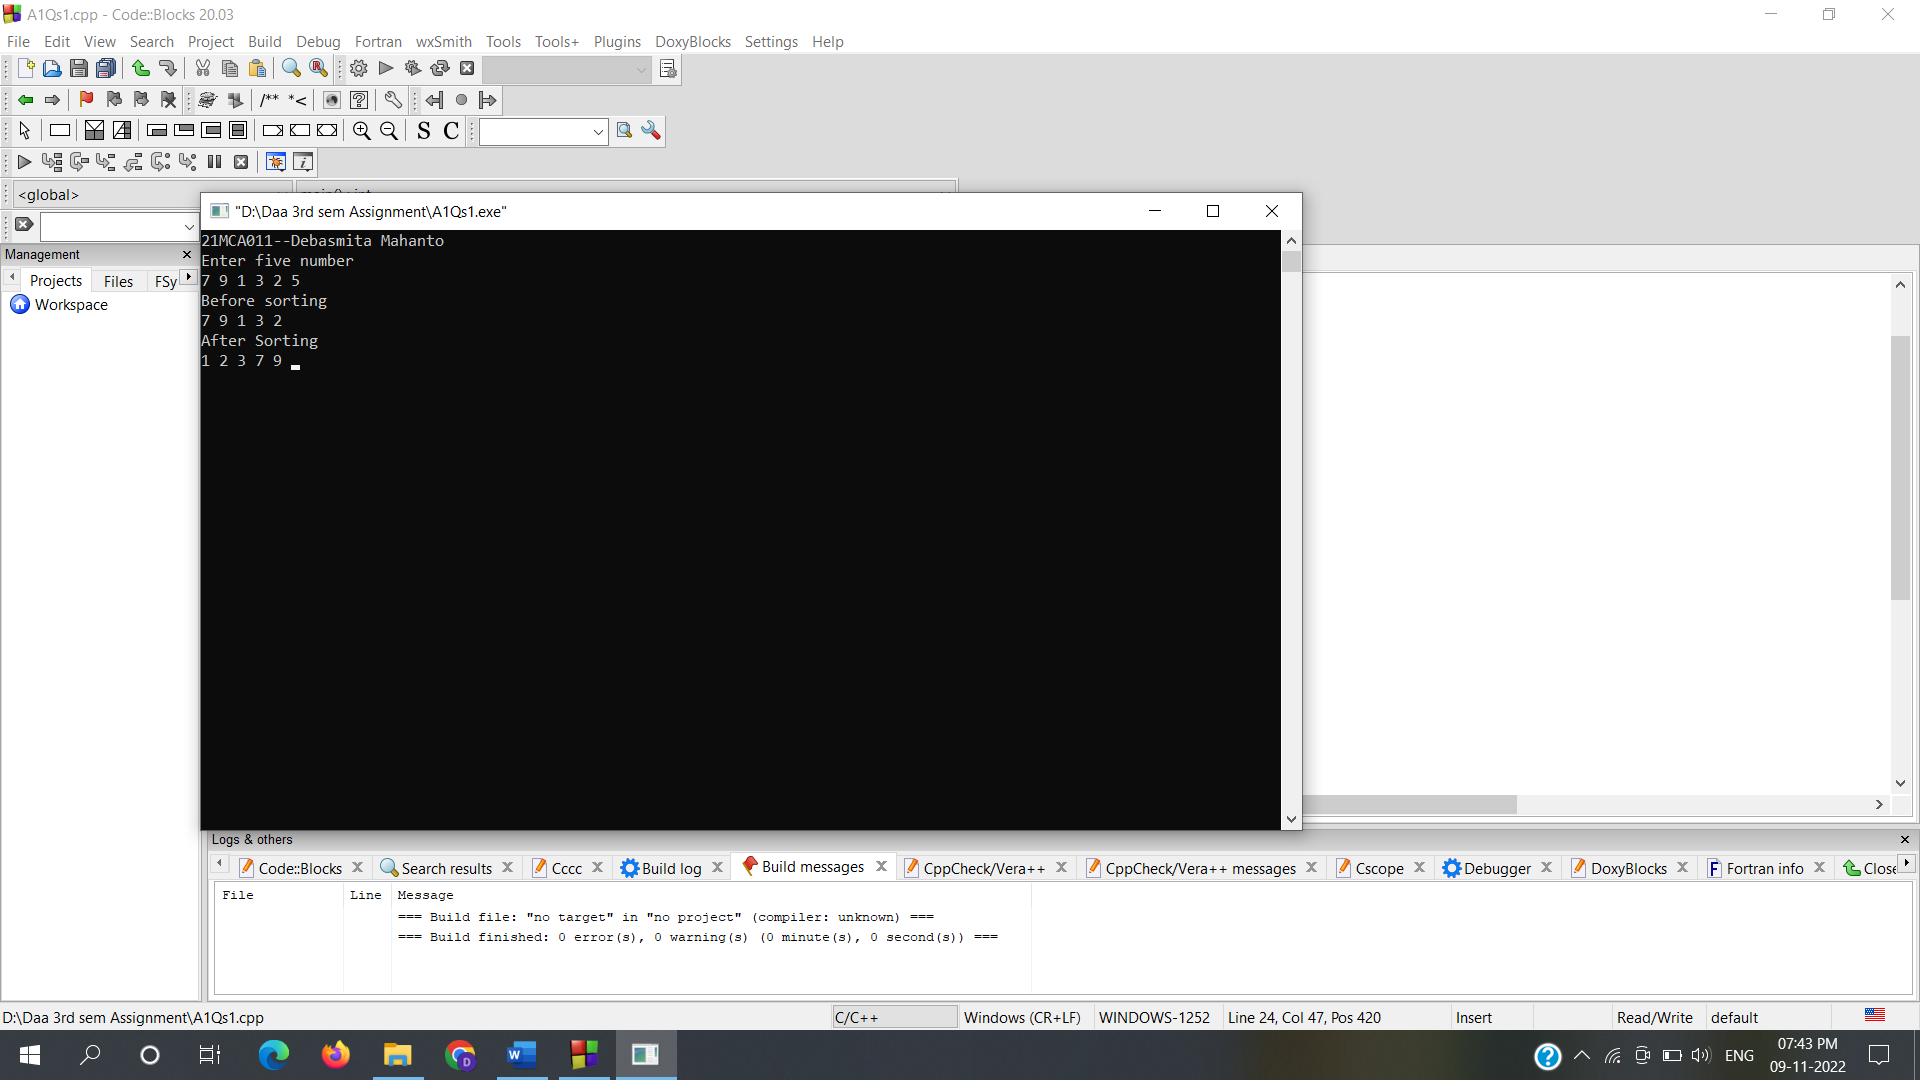 A1Qs1.cpp - Code::Blocks 20.03
File Edit View Search Project Build Debug Fortran wxSmith Tools Tools+ Plugins DoxyBlocks Settings Help
/** *<
S C
<global>
"D:\Daa 3rd sem Assignment\A1Qs1.exe"
21MCA011--Debasmita Mahanto
Enter five number
7 9 1 3 2 5
Before sorting
7 9 1 3 2
After Sorting
1 2 3 7 9
Management
Projects Files FSy
Workspace
Logs & others
Code::Blocks Search results Cccc Build log Build messages CppCheck/Vera++ CppCheck/Vera++ messages Cscope Debugger DoxyBlocks Fortran info Close
File Line Message
=== Build file: "no target" in "no project" (compiler: unknown) ===
=== Build finished: 0 error(s), 0 warning(s) (0 minute(s), 0 second(s)) ===
D:\Daa 3rd sem Assignment\A1Qs1.cpp C/C++ Windows (CR+LF) WINDOWS-1252 Line 24, Col 47, Pos 420 Insert Read/Write default
ENG
07:43 PM
09-11-2022